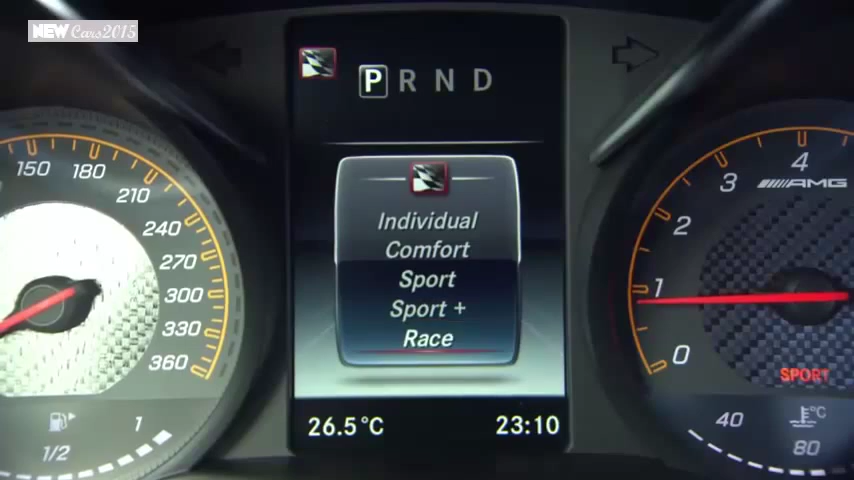 NEW Cars2015
P R N D
Individual
Comfort
Sport
Sport +
Race
26.5°C
23:10
150
180
210
240
270
300
330
360
1/2
1
4
3
2
1
0
AMG
SPORT
40
°C
80